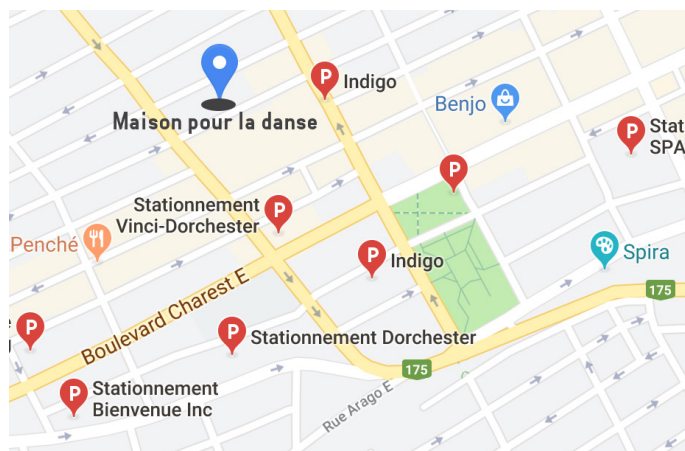 P Indigo
Benjo
Maison pour la danse
P Stat
SPA
P
Stationnement
Vinci-Dorchester P
Penché
P Indigo
Spira
175
e
P
g
Boulevard Charest E
P Stationnement Dorchester
175
P Stationnement
Bienvenue Inc
Rue Arago E